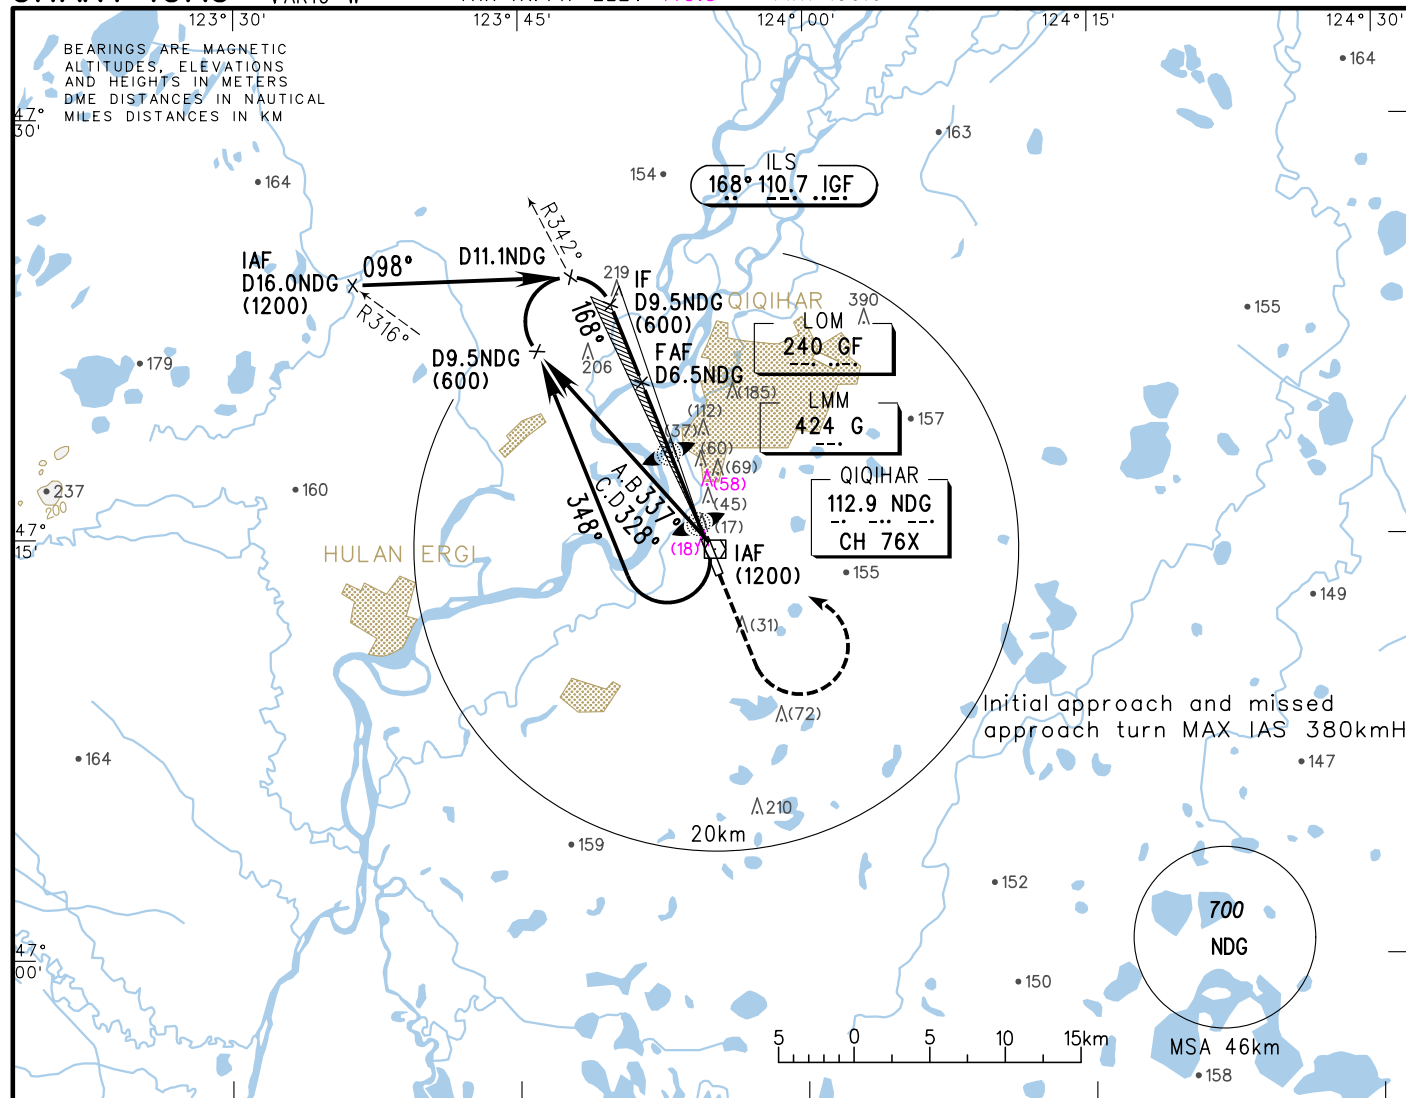 123°30'
123°45'
124°00'
124°15'
124°30'
BEARINGS ARE MAGNETIC
ALTITUDES, ELEVATIONS
AND HEIGHTS IN METERS
DME DISTANCES IN NAUTICAL
MILES DISTANCES IN KM
47°
30'
164
163
164
154
ILS
168° 110.7 IGF
R342°
IAF
D16.0NDG
(1200)
098°
D11.1NDG
R316°
219
IF
D9.5NDG
(600)
QIQIHAR
390
155
168°
LOM
240 GF
179
D9.5NDG
(600)
206
FAF
D6.5NDG
(185)
LMM
424 G
157
(112)
(37)
(60)
(69)
(58)
(45)
(17)
(18)
QIQIHAR
112.9 NDG
CH 76X
237
200
160
A.B337°
C.D328°
348°
47°
15'
HULAN ERGI
IAF
(1200)
155
149
(31)
(72)
Initial approach and missed
approach turn MAX IAS 380kmH
164
147
210
20km
159
152
700
NDG
47°
00'
150
5 0 5 10 15km
MSA 46km
158